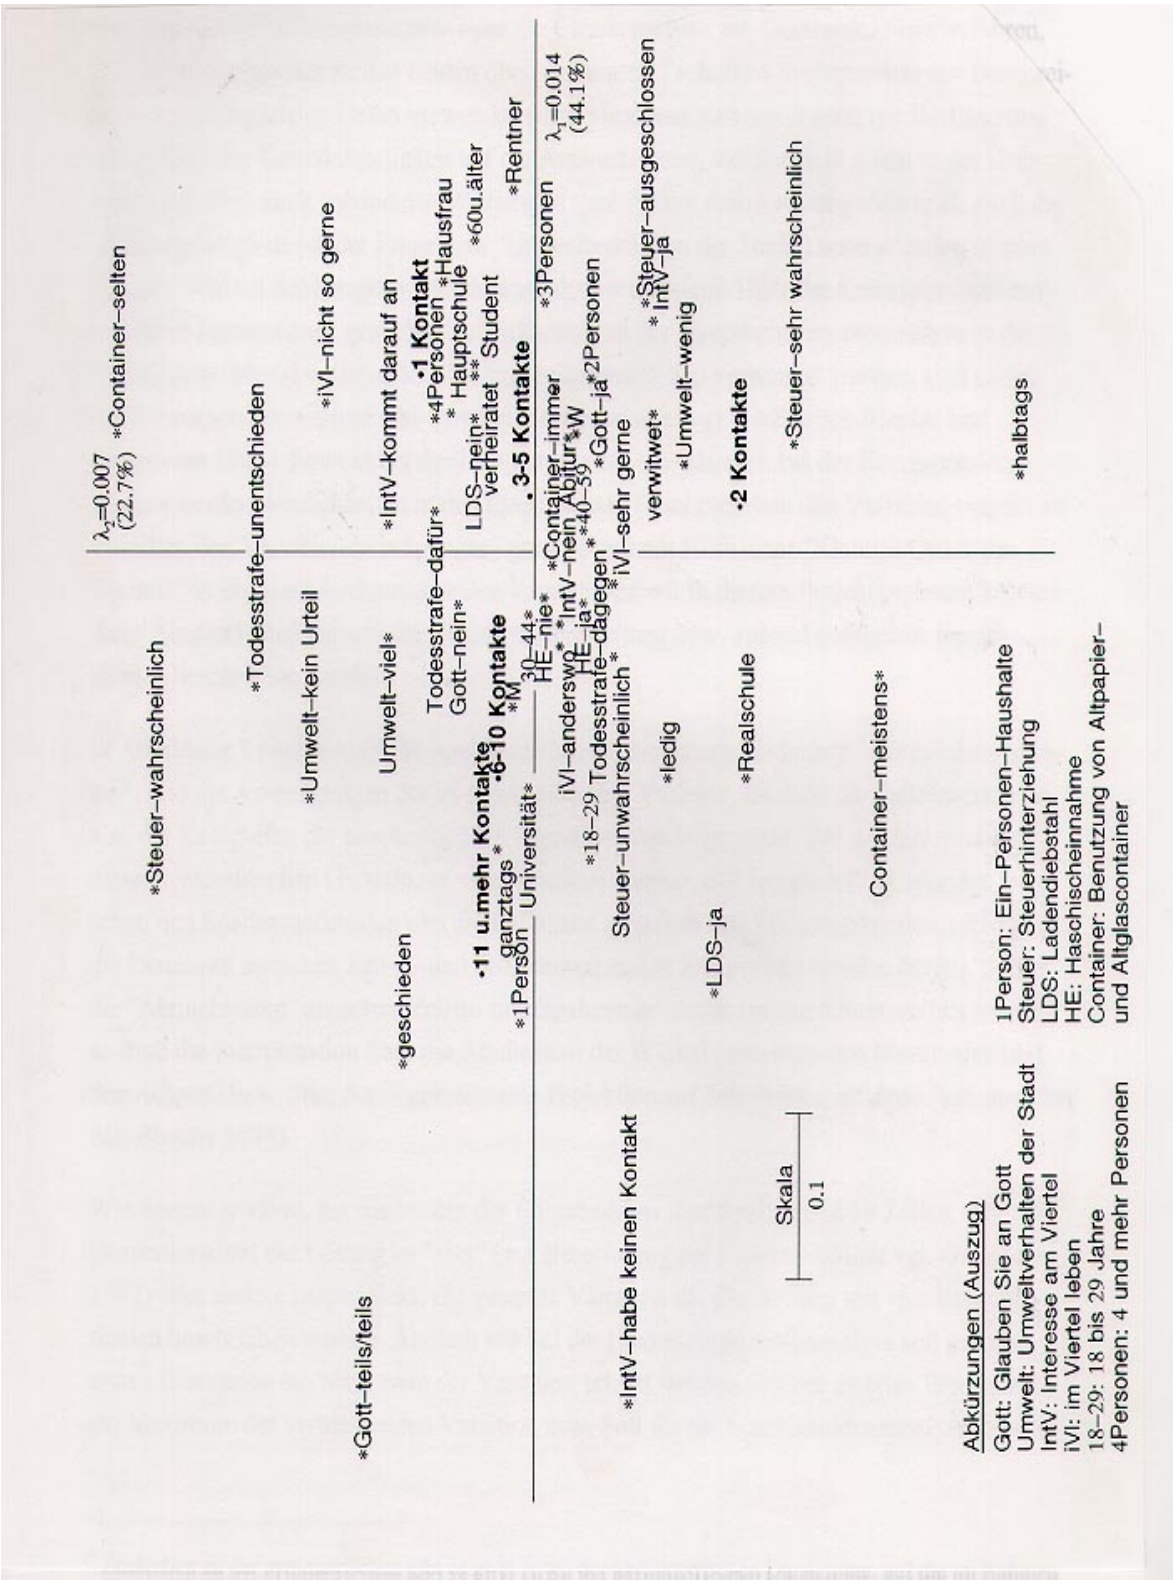 λ₂=0.007
(22.7%)
*Container–selten
*Steuer–wahrscheinlich
*Todesstrafe–unentschieden
*Umwelt–kein Urteil
*iVI–nicht so gerne
*Gott–teils/teils
Umwelt–viel*
*IntV–kommt darauf an
*geschieden
•1 Kontakt
Todesstrafe–dafür*
*4Personen
*Hausfrau
Gott–nein*
* Hauptschule
LDS–nein*
**
*60u.älter
verheiratet
Student
•11 u.mehr Kontakte
•6–10 Kontakte
• 3–5 Kontakte
ganztags*
*M
*Rentner
*1Person
Universität*
30–44*
HE–nie*
*3Personen
λ₁=0.014
(44.1%)
*Container–immer
iVI–anderswo
*
*
IntV–nein
Abitur*
*W
HE–ja*
*40–59
*18–29
Todesstrafe–dagegen*
*Gott–ja
*2Personen
Steuer–unwahrscheinlich*
*iVI–sehr gerne
*IntV–habe keinen Kontakt
*ledig
verwitwet*
*IntV–ja
*Steuer–ausgeschlossen
*Umwelt–wenig
*LDS–ja
*Realschule
•2 Kontakte
*Steuer–sehr wahrscheinlich
Skala
0.1
Container–meistens*
*halbtags
Abkürzungen (Auszug)
Gott: Glauben Sie an Gott
Umwelt: Umweltverhalten der Stadt
IntV: Interesse am Viertel
iVI: im Viertel leben
18–29: 18 bis 29 Jahre
4Personen: 4 und mehr Personen
1Person: Ein–Personen–Haushalte
Steuer: Steuerhinterziehung
LDS: Ladendiebstahl
HE: Haschischeinnahme
Container: Benutzung von Altpapier–
und Altglascontainer